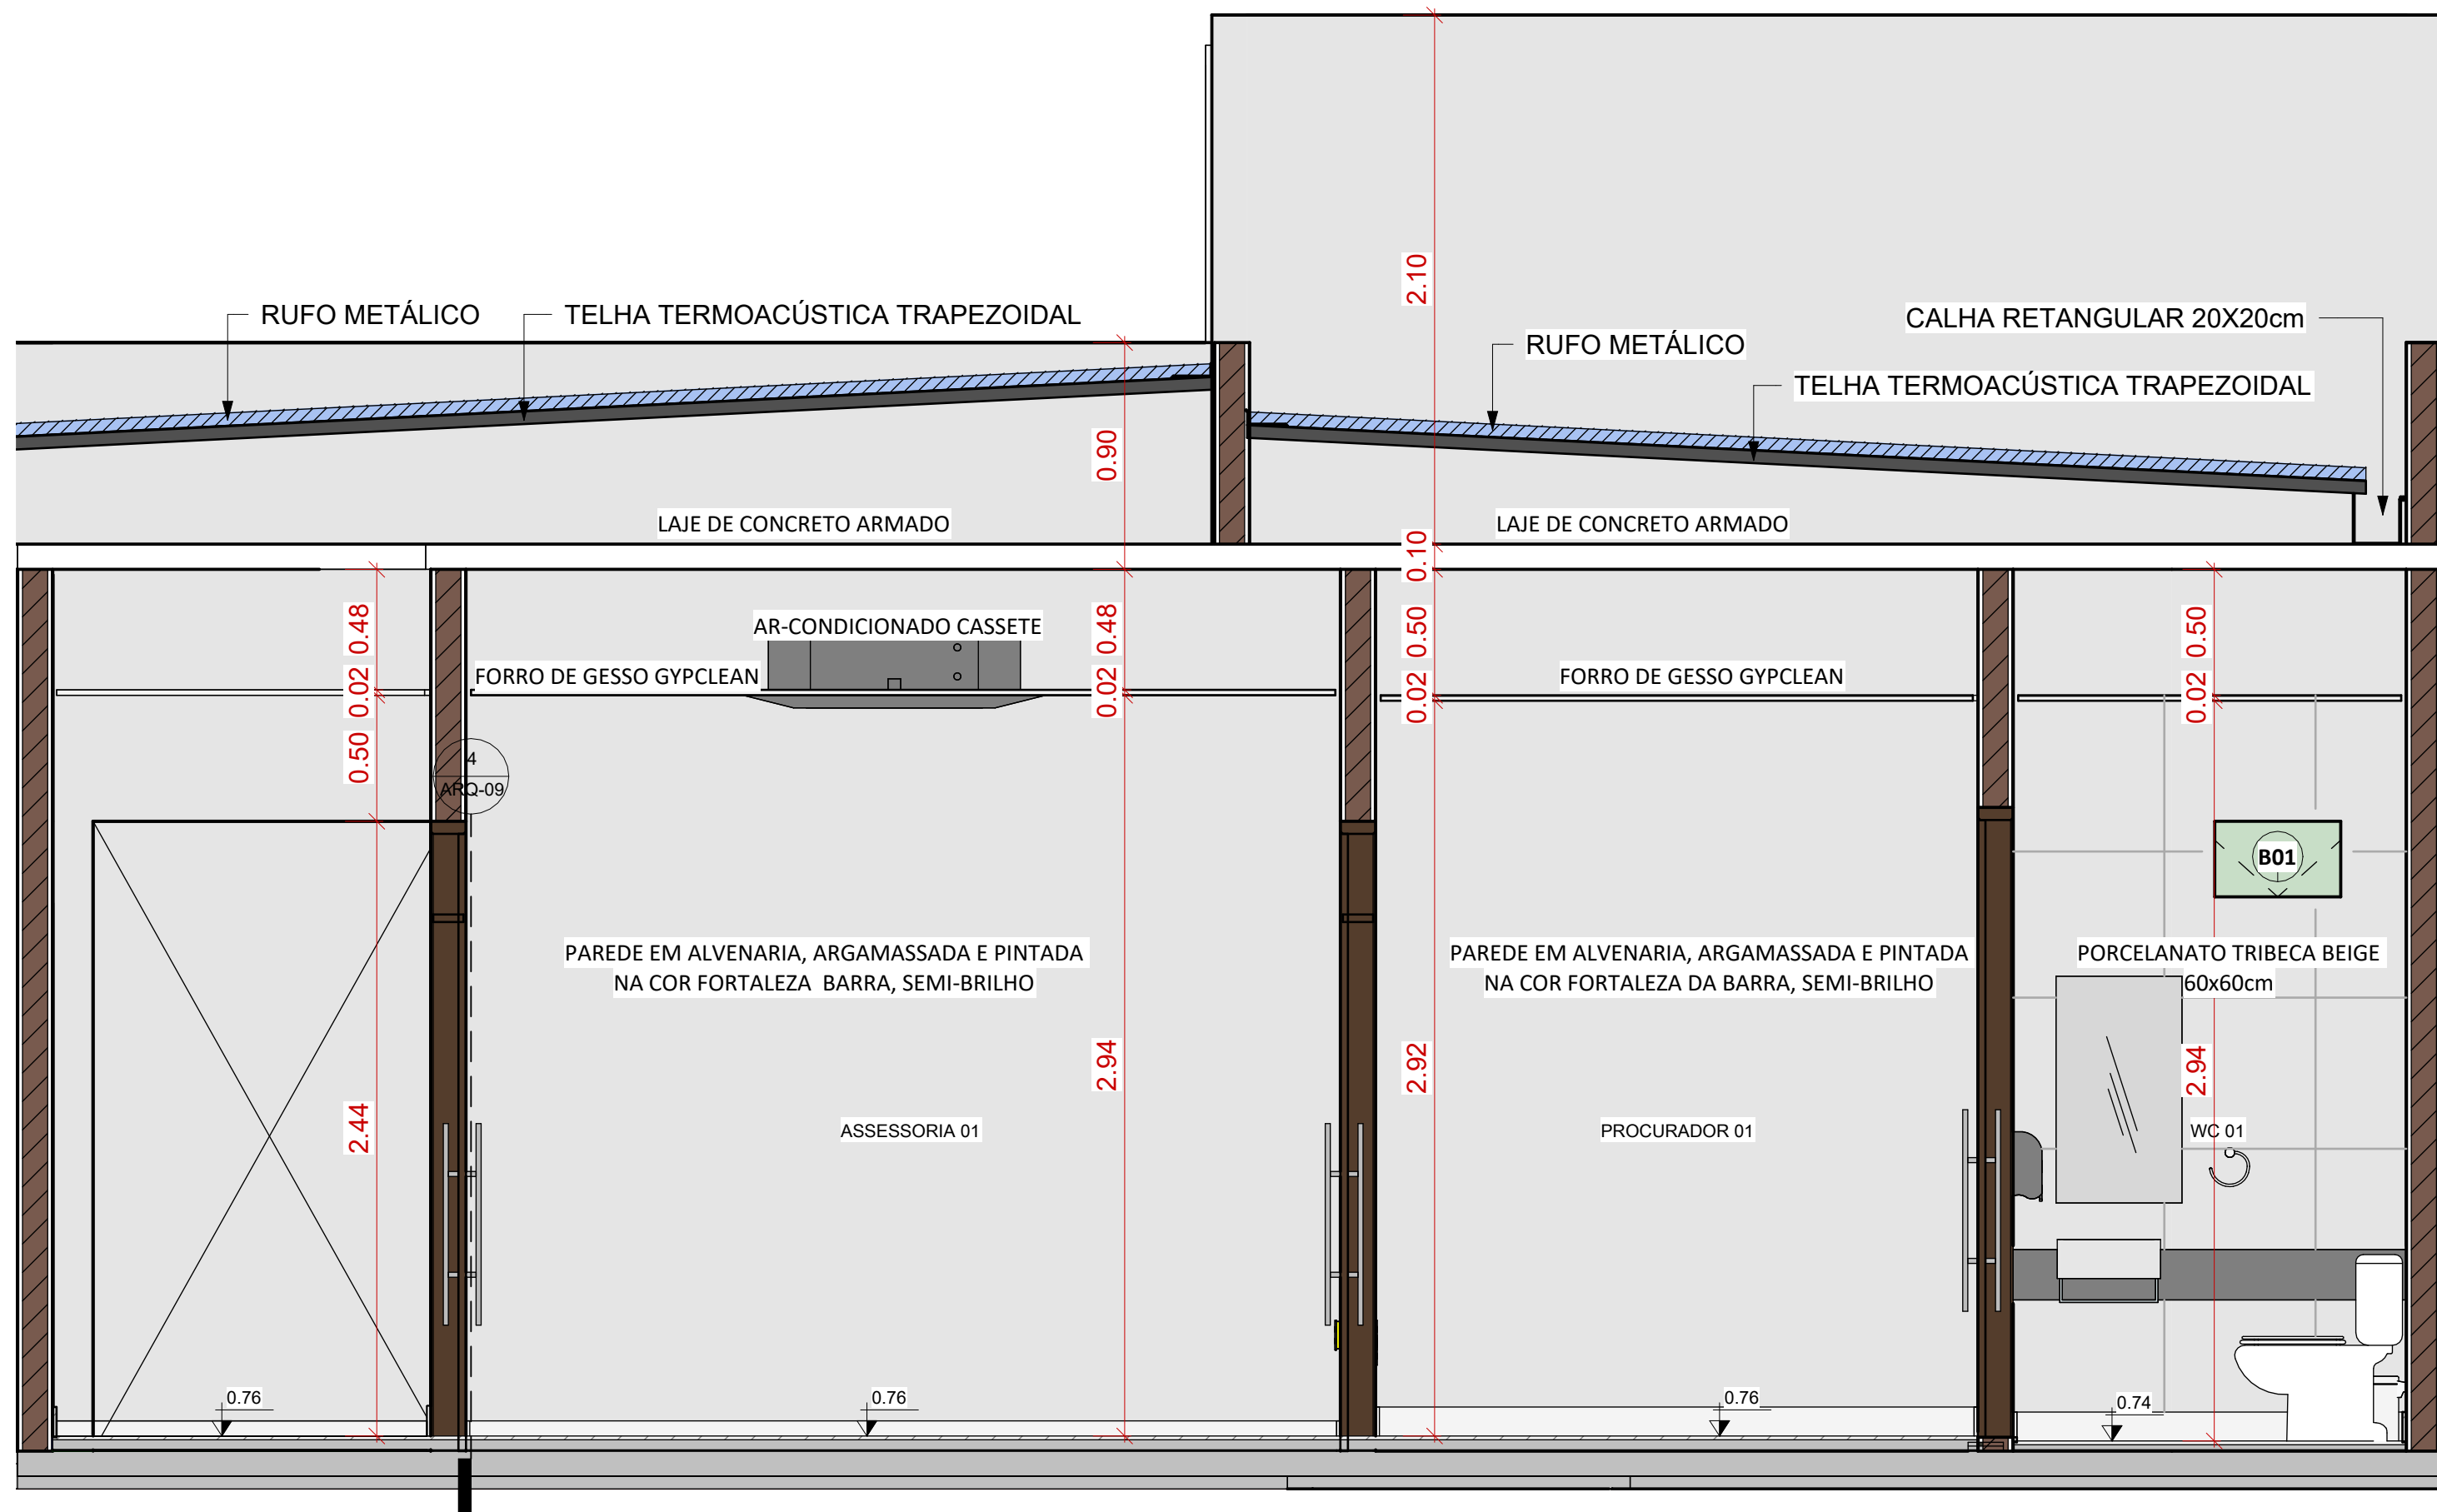 2.10
RUFO METÁLICO
TELHA TERMOACÚSTICA TRAPEZOIDAL
CALHA RETANGULAR 20X20cm
RUFO METÁLICO
TELHA TERMOACÚSTICA TRAPEZOIDAL
0.90
LAJE DE CONCRETO ARMADO
LAJE DE CONCRETO ARMADO
0.10
0.48
0.48
0.50
0.50
AR-CONDICIONADO CASSETE
FORRO DE GESSO GYPCLEAN
FORRO DE GESSO GYPCLEAN
0.02
0.02
0.02
0.02
0.50
4
ARQ-09
B01
PAREDE EM ALVENARIA, ARGAMASSADA E PINTADA
NA COR FORTALEZA  BARRA, SEMI-BRILHO
PAREDE EM ALVENARIA, ARGAMASSADA E PINTADA
NA COR FORTALEZA DA BARRA, SEMI-BRILHO
PORCELANATO TRIBECA BEIGE
60x60cm
2.94
2.92
2.94
2.44
ASSESSORIA 01
PROCURADOR 01
WC 01
0.76
0.76
0.76
0.74